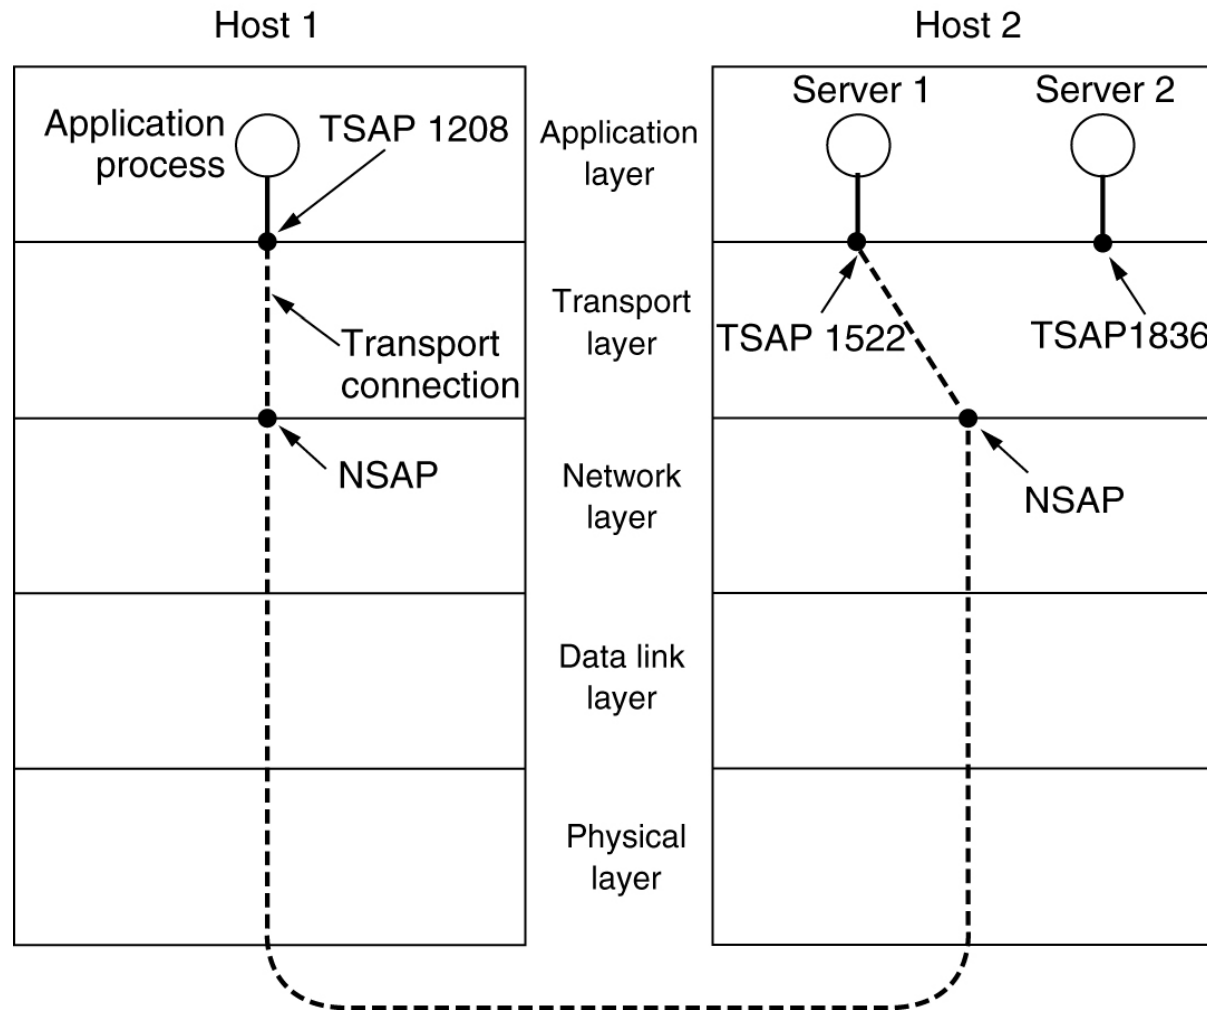 Host 1
Host 2
Application
process
TSAP 1208
Application
layer
Server 1
Server 2
Transport
connection
Transport
layer
TSAP 1522
TSAP1836
NSAP
Network
layer
NSAP
Data link
layer
Physical
layer